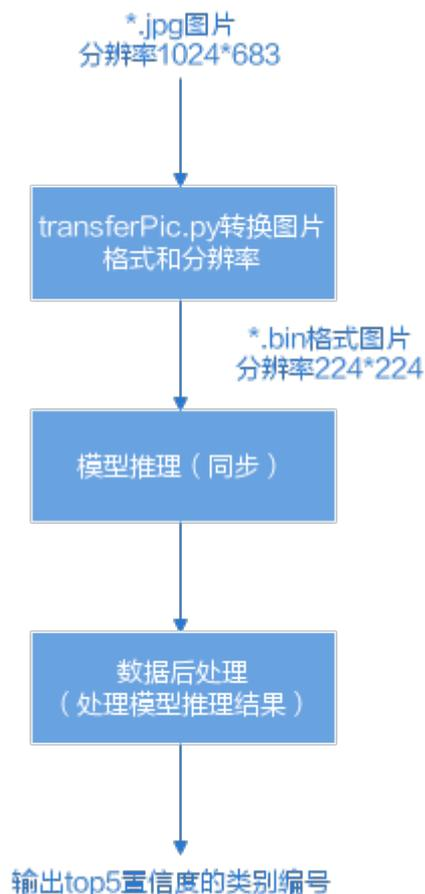 *.jpg图片
分辨率1024*683
transferPic.py转换图片
格式和分辨率
*.bin格式图片
分辨率224*224
模型推理（同步）
数据后处理
（处理模型推理结果）
输出top5置信度的类别编号